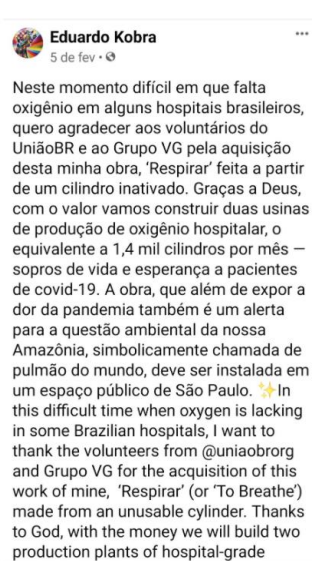 Eduardo Kobra
5 de fev •
Neste momento difícil em que falta
oxigênio em alguns hospitais brasileiros,
quero agradecer aos voluntários do
UniãoBR e ao Grupo VG pela aquisição
desta minha obra, ‘Respirar’ feita a partir
de um cilindro inativado. Graças a Deus,
com o valor vamos construir duas usinas
de produção de oxigênio hospitalar, o
equivalente a 1,4 mil cilindros por mês —
sopros de vida e esperança a pacientes
de covid-19. A obra, que além de expor a
dor da pandemia também é um alerta
para a questão ambiental da nossa
Amazônia, simbolicamente chamada de
pulmão do mundo, deve ser instalada em
um espaço público de São Paulo. ✨In
this difficult time when oxygen is lacking
in some Brazilian hospitals, I want to
thank the volunteers from @uniaobrorg
and Grupo VG for the acquisition of this
work of mine, ‘Respirar’ (or ‘To Breathe’)
made from an unusable cylinder. Thanks
to God, with the money we will build two
production plants of hospital-grade